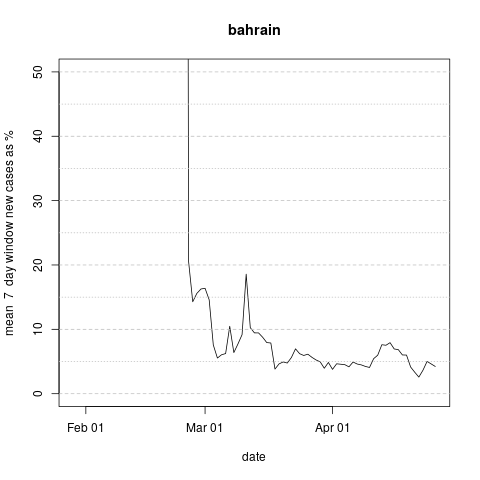 bahrain
mean 7 day window new cases as %
50
40
30
20
10
0
Feb 01
Mar 01
Apr 01
date